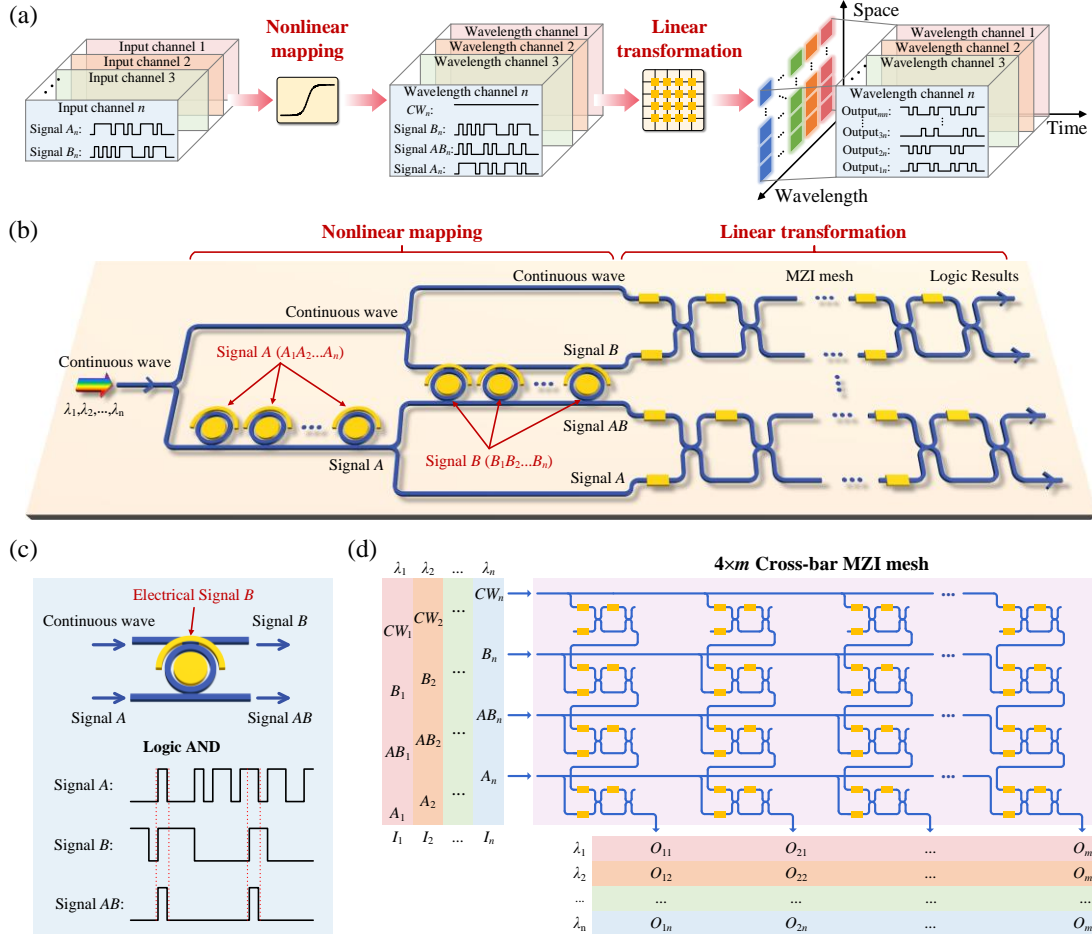 (a)
Input channel 1
Input channel 2
Input channel 3
Input channel n
Signal Aₙ:
Signal Bₙ:
Nonlinear
mapping
Wavelength channel 1
Wavelength channel 2
Wavelength channel 3
Wavelength channel n
CWₙ:
Signal Bₙ:
Signal ABₙ:
Signal Aₙ:
Linear
transformation
Space
Wavelength
Time
Wavelength channel 1
Wavelength channel 2
Wavelength channel 3
Wavelength channel n
Outputₘₙ:
Output₃ₙ:
Output₂ₙ:
Output₁ₙ:
(b)
Nonlinear mapping
Linear transformation
Continuous wave
MZI mesh
Logic Results
Continuous wave
Signal B
Signal A (A₁A₂...Aₙ)
Continuous wave
λ₁,λ₂,...,λₙ
Signal AB
Signal A
Signal B (B₁B₂...Bₙ)
Signal A
(c)
Electrical Signal B
Continuous wave
Signal B
Signal A
Signal AB
Logic AND
Signal A:
Signal B:
Signal AB:
(d)
4×m Cross-bar MZI mesh
λ₁ λ₂ ... λₙ
CW₁ CW₂ ... CWₙ
B₁ B₂ ... Bₙ
AB₁ AB₂ ... ABₙ
A₁ A₂ ... Aₙ
I₁ I₂ ... Iₙ
λ₁ O₁₁ O₂₁ ... Oₘ
λ₂ O₁₂ O₂₂ ... Oₘ
... ... ... ...
λₙ O₁ₙ O₂ₙ ... Oₘ